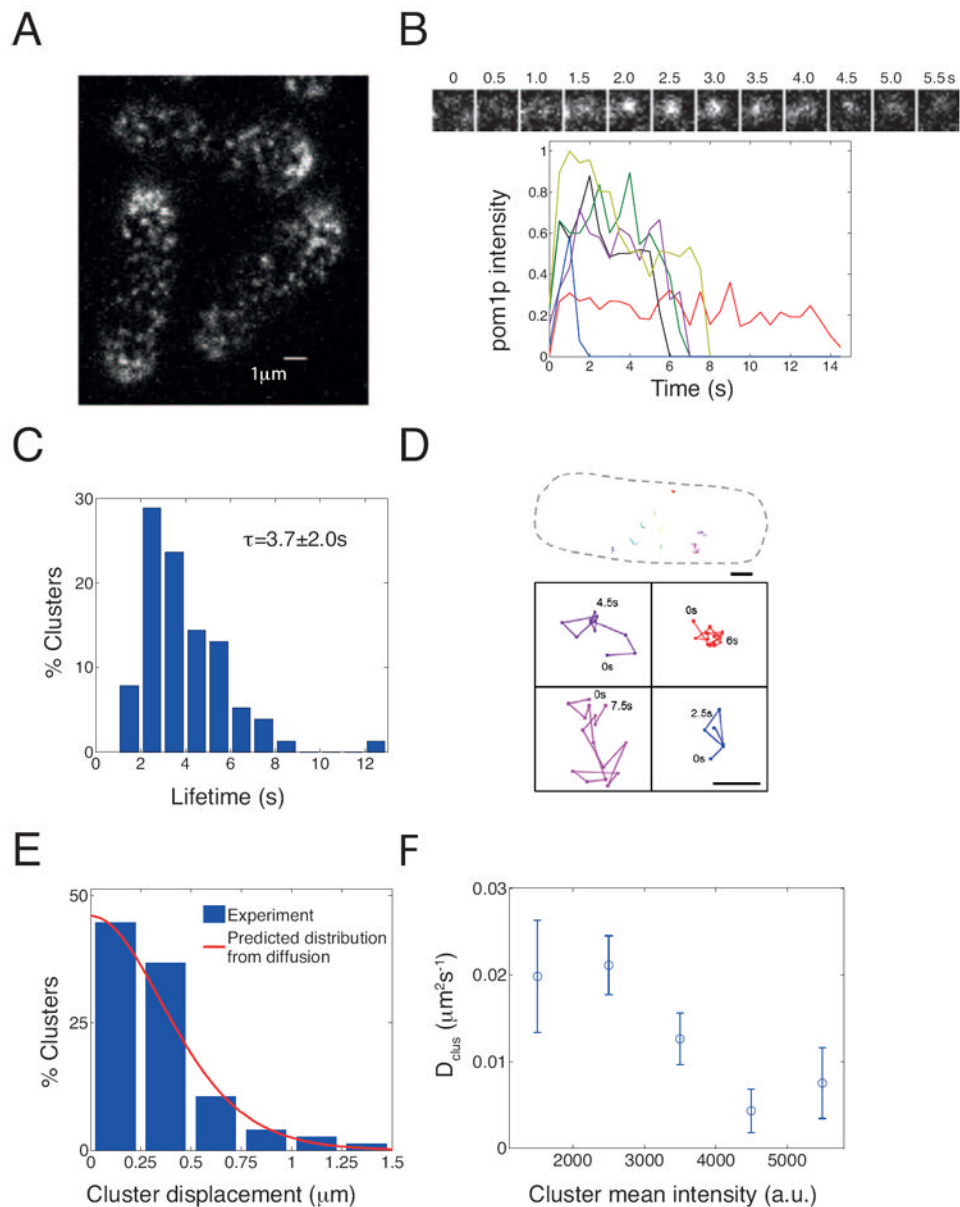 A
1μm
B
0 0.5 1.0 1.5 2.0 2.5 3.0 3.5 4.0 4.5 5.0 5.5s
1
0.8
0.6
0.4
0.2
0
pom1p intensity
0 2 4 6 8 10 12 14
Time (s)
C
30
20
10
0
% Clusters
τ=3.7±2.0s
0 2 4 6 8 10 12
Lifetime (s)
D
4.5s
0s
0s
6s
0s
7.5s
2.5s
0s
E
50
25
0
% Clusters
Experiment
Predicted distribution
from diffusion
0 0.25 0.5 0.75 1 1.25 1.5
Cluster displacement (μm)
F
0.03
0.02
0.01
0
Dclus (μm²s⁻¹)
2000 3000 4000 5000
Cluster mean intensity (a.u.)